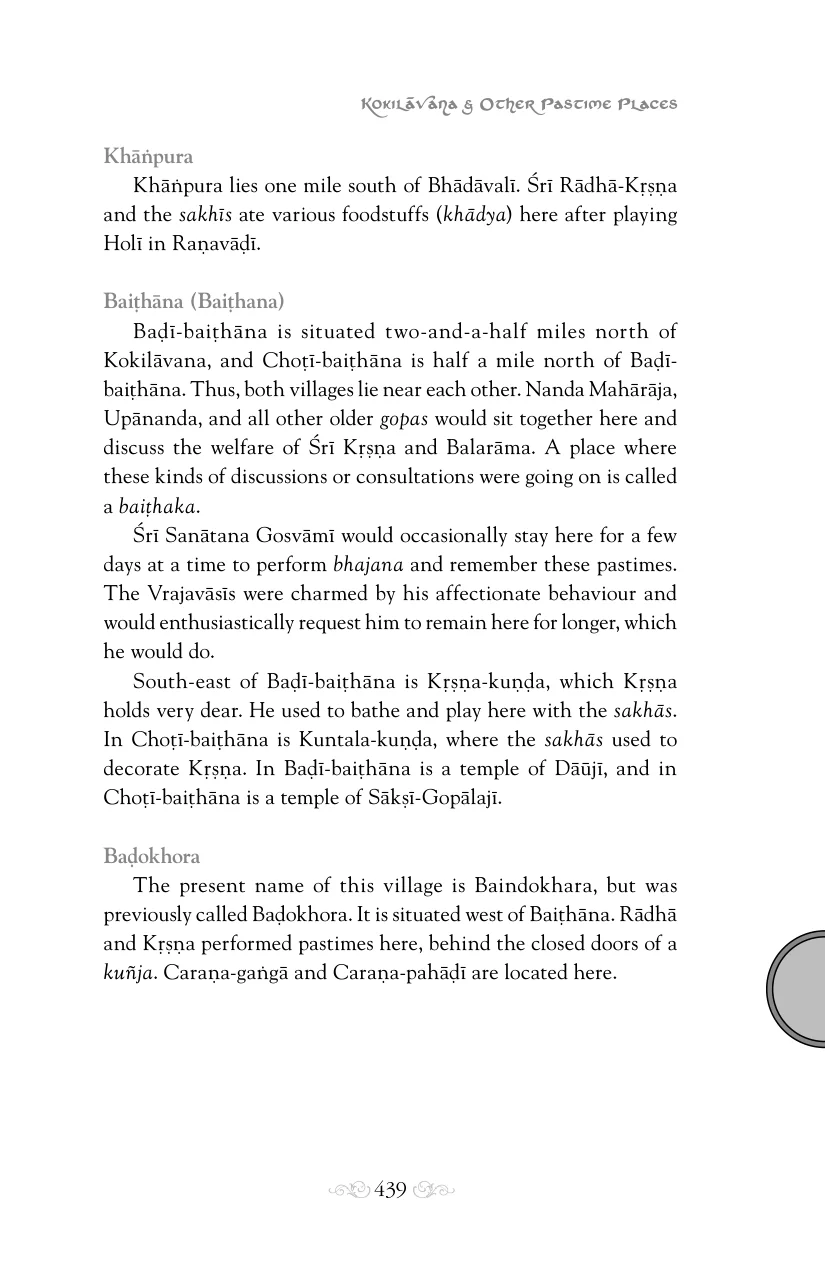 Kokilāvana & Other Pastime Places
Khāṅpura
Khāṅpura lies one mile south of Bhādāvalī. Śrī Rādhā-Kṛṣṇa
and the sakhīs ate various foodstuffs (khādya) here after playing
Holī in Raṇavāḍī.
Baiṭhāna (Baiṭhana)
Baḍī-baiṭhāna is situated two-and-a-half miles north of
Kokilāvana, and Choṭī-baiṭhāna is half a mile north of Baḍī-
baiṭhāna. Thus, both villages lie near each other. Nanda Mahārāja,
Upānanda, and all other older gopas would sit together here and
discuss the welfare of Śrī Kṛṣṇa and Balarāma. A place where
these kinds of discussions or consultations were going on is called
a baiṭhaka.
Śrī Sanātana Gosvāmī would occasionally stay here for a few
days at a time to perform bhajana and remember these pastimes.
The Vrajavāsīs were charmed by his affectionate behaviour and
would enthusiastically request him to remain here for longer, which
he would do.
South-east of Baḍī-baiṭhāna is Kṛṣṇa-kuṇḍa, which Kṛṣṇa
holds very dear. He used to bathe and play here with the sakhās.
In Choṭī-baiṭhāna is Kuntala-kuṇḍa, where the sakhās used to
decorate Kṛṣṇa. In Baḍī-baiṭhāna is a temple of Dāūjī, and in
Choṭī-baiṭhāna is a temple of Sākṣī-Gopālajī.
Baḍokhora
The present name of this village is Baindokhara, but was
previously called Baḍokhora. It is situated west of Baiṭhāna. Rādhā
and Kṛṣṇa performed pastimes here, behind the closed doors of a
kuñja. Caraṇa-gaṅgā and Caraṇa-pahāḍī are located here.
439